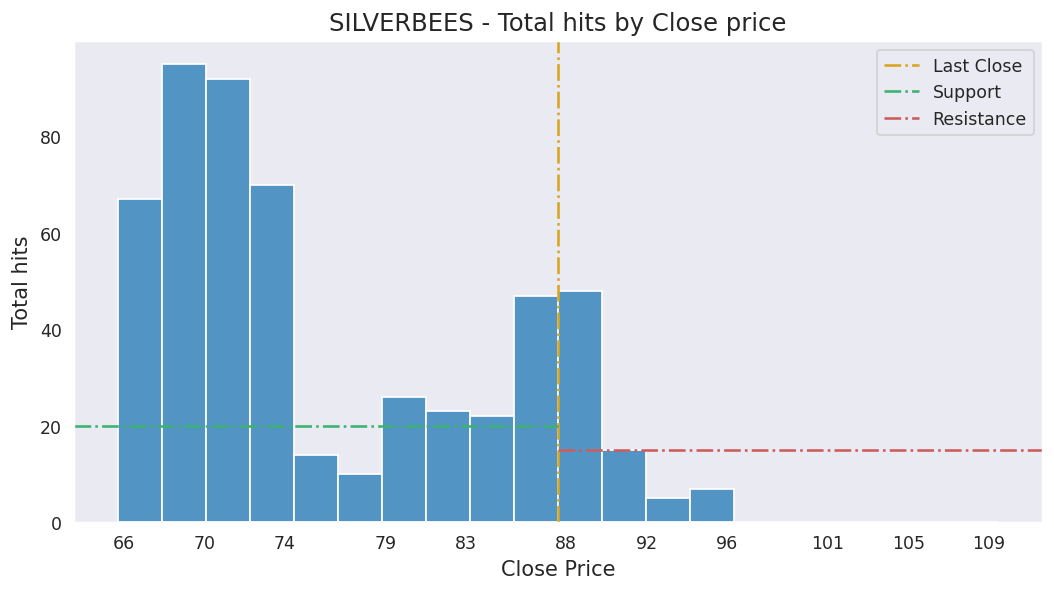 SILVERBEES - Total hits by Close price
Last Close
Support
Resistance
Total hits
80
60
40
20
0
66 70 74 79 83 88 92 96 101 105 109
Close Price